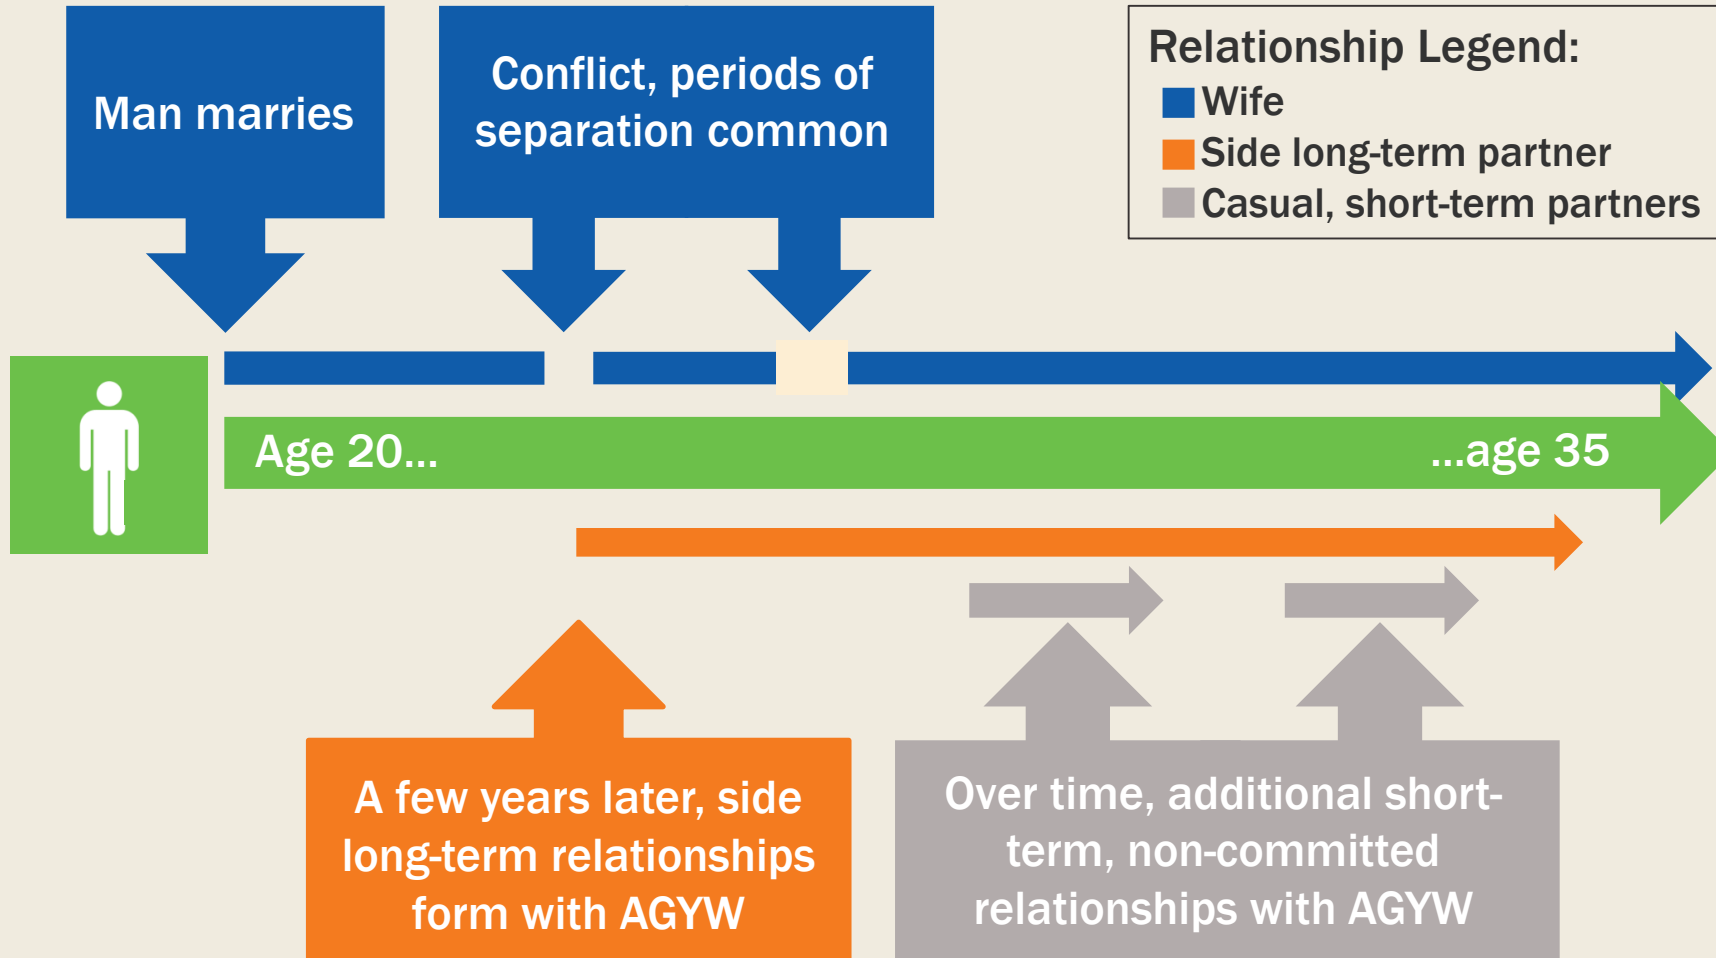 Man marries
Conflict, periods of
separation common
Relationship Legend:
Wife
Side long-term partner
Casual, short-term partners
Age 20...
...age 35
A few years later, side
long-term relationships
form with AGYW
Over time, additional short-
term, non-committed
relationships with AGYW